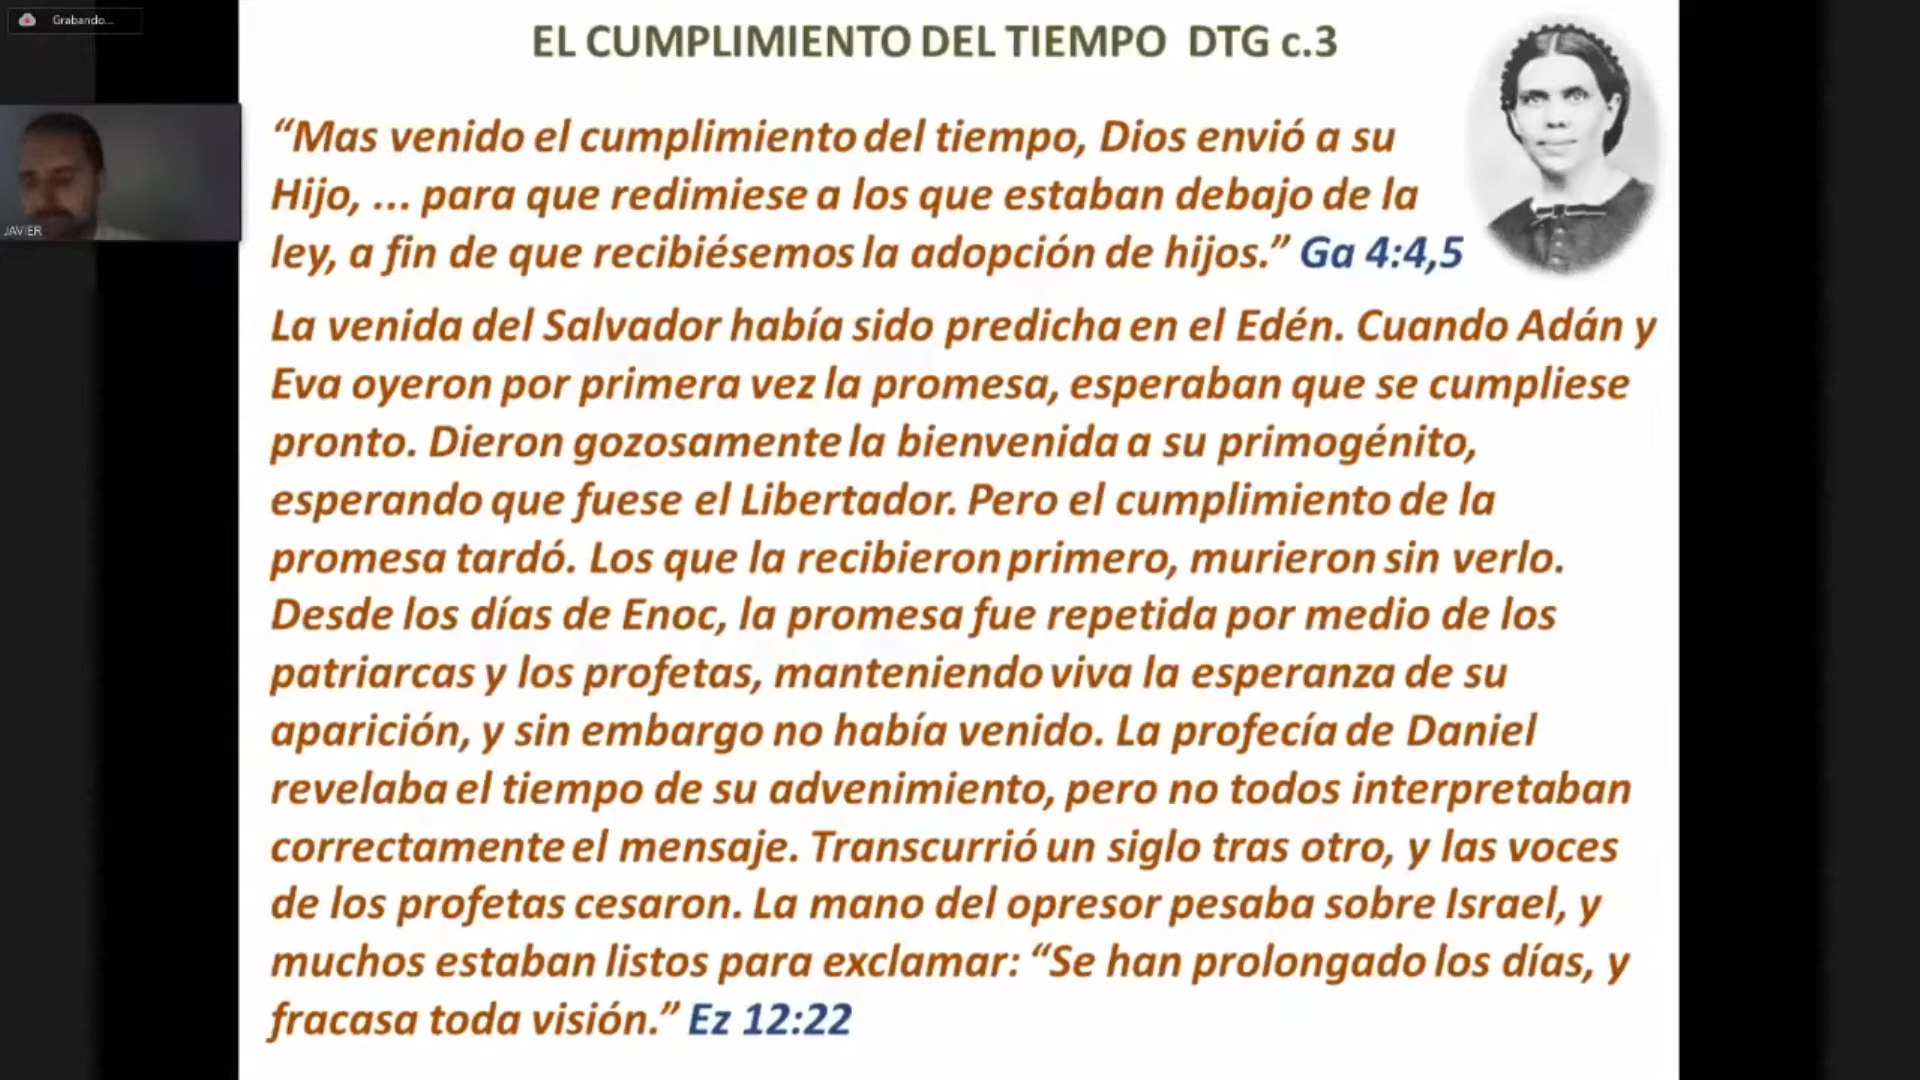 Grabando...
EL CUMPLIMIENTO DEL TIEMPO DTG c.3
“Mas venido el cumplimiento del tiempo, Dios envió a su
Hijo, ... para que redimiese a los que estaban debajo de la
ley, a fin de que recibiésemos la adopción de hijos.” Ga 4:4,5
JAVIER
La venida del Salvador había sido predicha en el Edén. Cuando Adán y
Eva oyeron por primera vez la promesa, esperaban que se cumpliese
pronto. Dieron gozosamente la bienvenida a su primogénito,
esperando que fuese el Libertador. Pero el cumplimiento de la
promesa tardó. Los que la recibieron primero, murieron sin verlo.
Desde los días de Enoc, la promesa fue repetida por medio de los
patriarcas y los profetas, manteniendo viva la esperanza de su
aparición, y sin embargo no había venido. La profecía de Daniel
revelaba el tiempo de su advenimiento, pero no todos interpretaban
correctamente el mensaje. Transcurrió un siglo tras otro, y las voces
de los profetas cesaron. La mano del opresor pesaba sobre Israel, y
muchos estaban listos para exclamar: “Se han prolongado los días, y
fracasa toda visión.” Ez 12:22